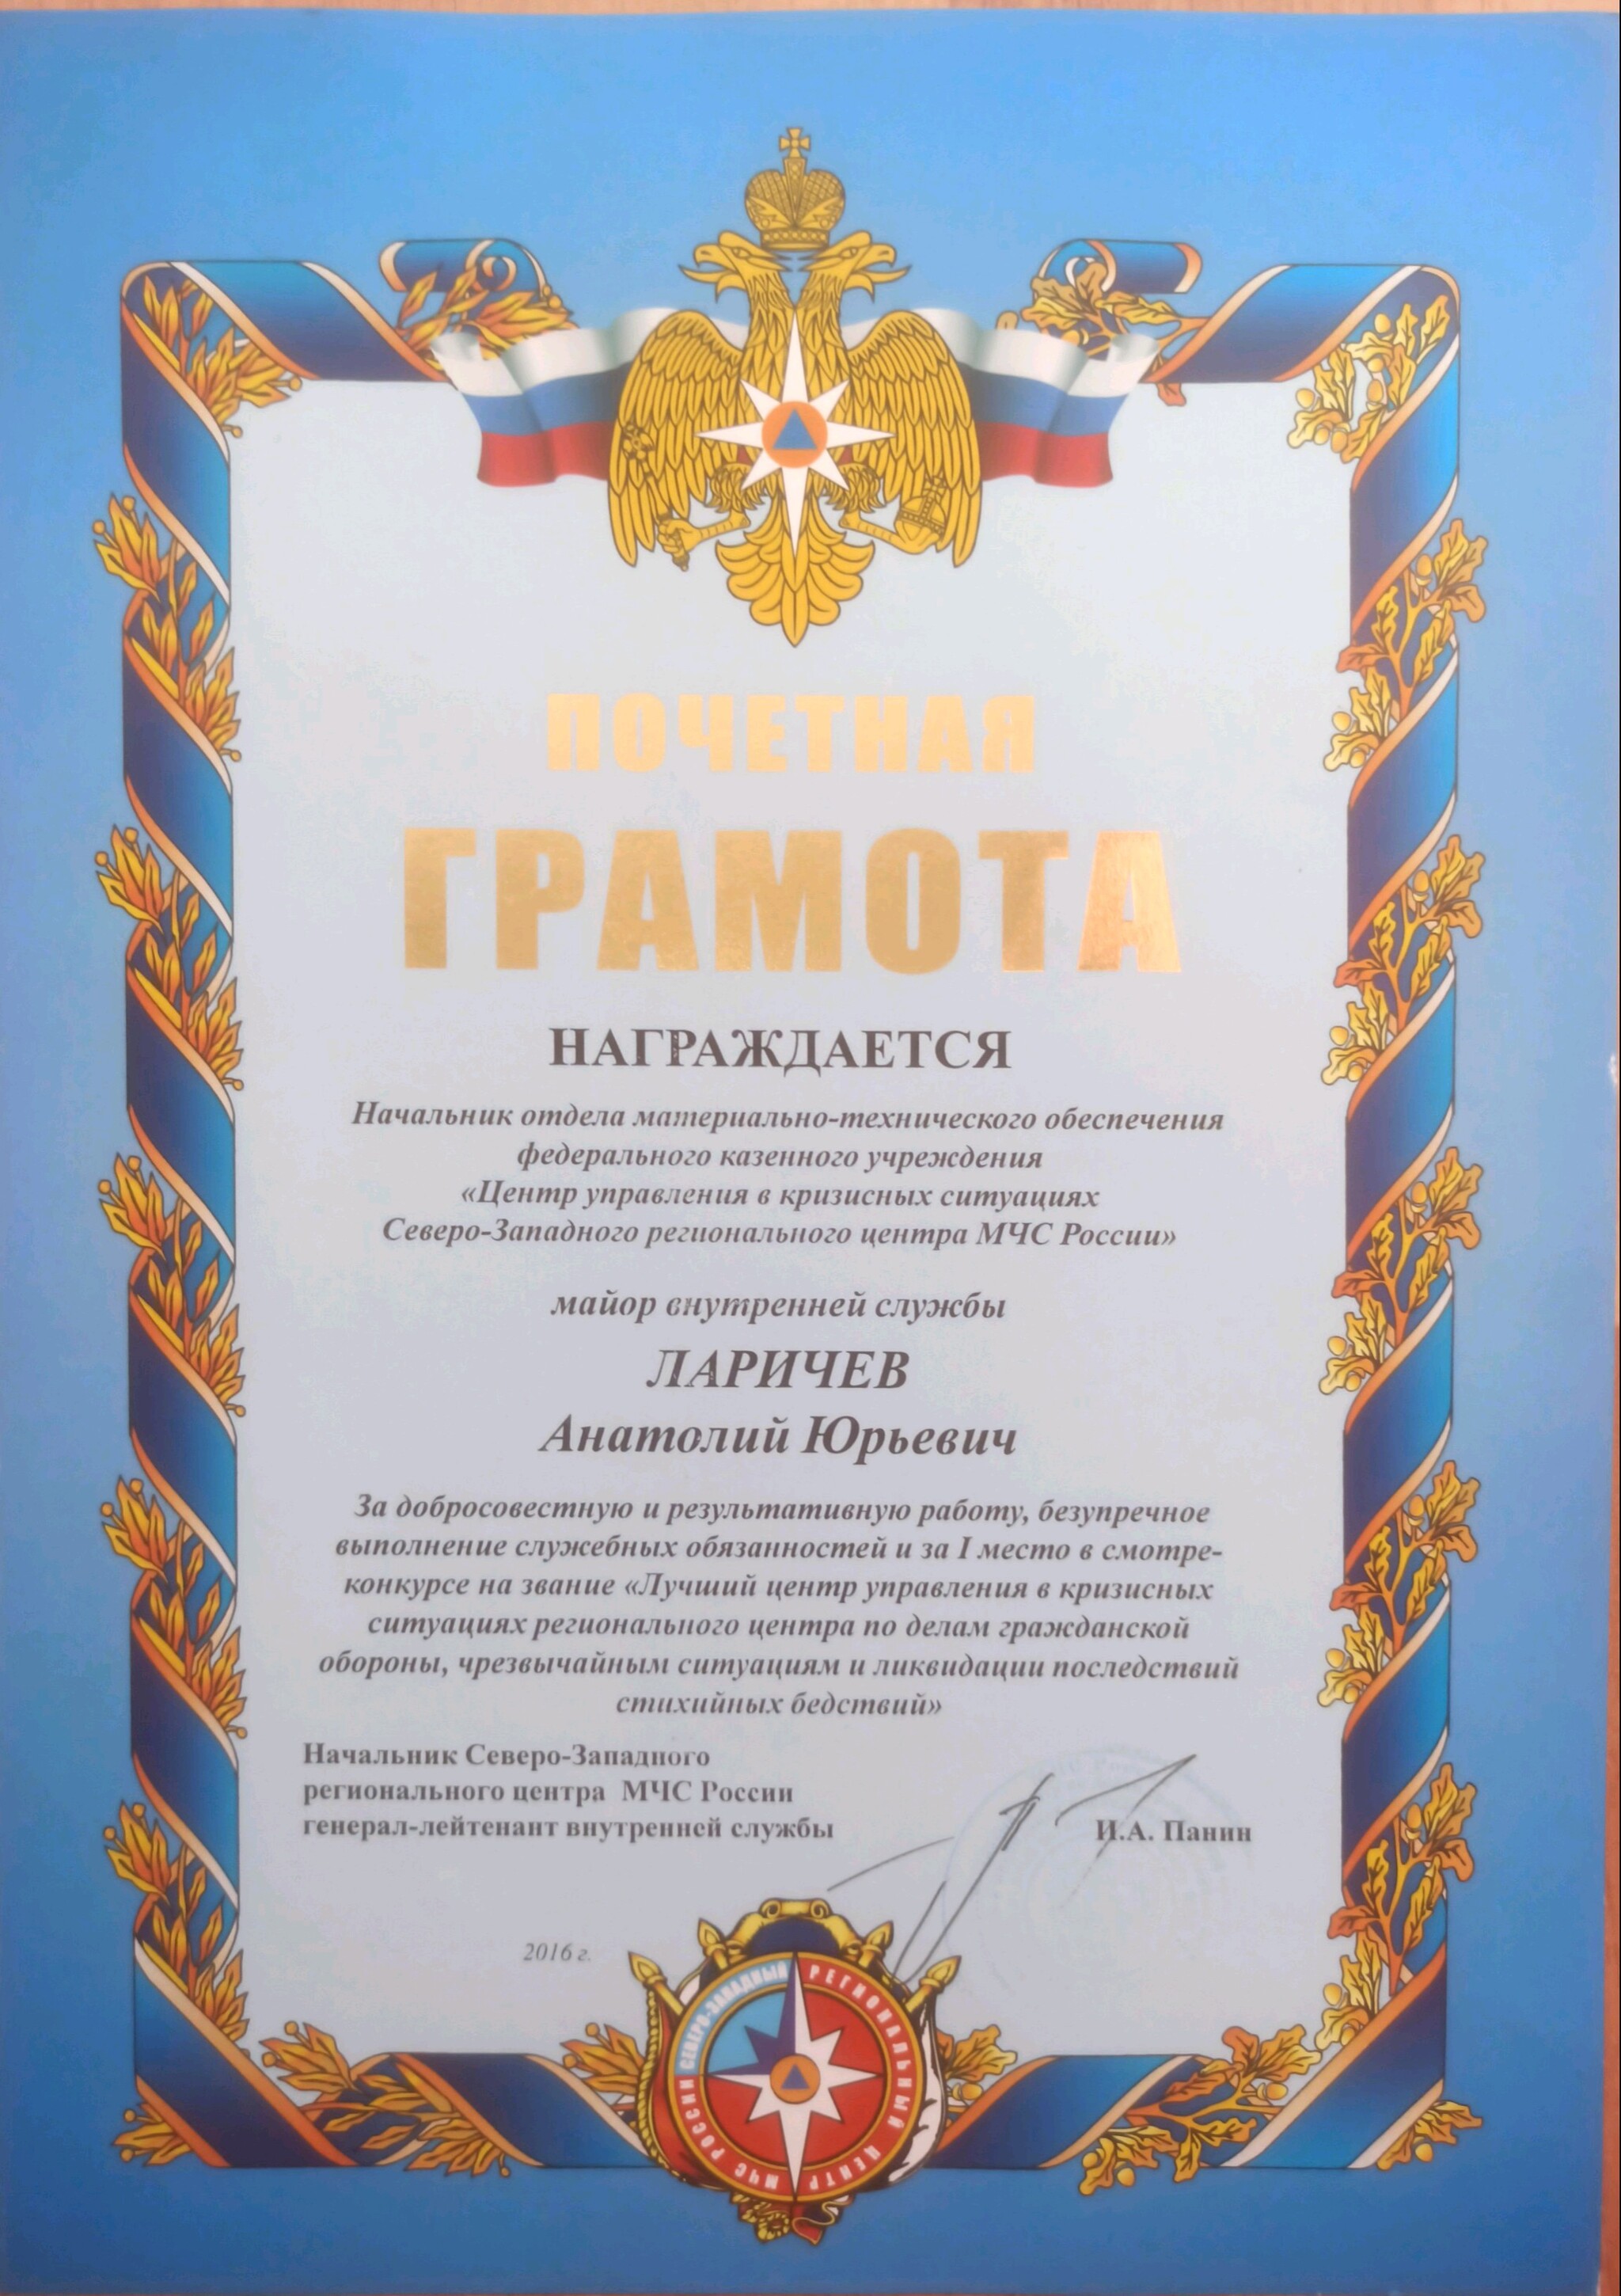 ПОЧЕТНАЯ
ГРАМОТА
НАГРАЖДАЕТСЯ
Начальник отдела материально-технического обеспечения
федерального казенного учреждения
«Центр управления в кризисных ситуациях
Северо-Западного регионального центра МЧС России»
майор внутренней службы
ЛАРИЧЕВ
Анатолий Юрьевич
За добросовестную и результативную работу, безупречное
выполнение служебных обязанностей и за I место в смотре-
конкурсе на звание «Лучший центр управления в кризисных
ситуациях регионального центра по делам гражданской
обороны, чрезвычайным ситуациям и ликвидации последствий
стихийных бедствий»
Начальник Северо-Западного
регионального центра МЧС России
генерал-лейтенант внутренней службы
И.А. Панин
2016 г.
СЕВЕРО-ЗАПАДНЫЙ РЕГИОНАЛЬНЫЙ ЦЕНТР МЧС РОССИИ